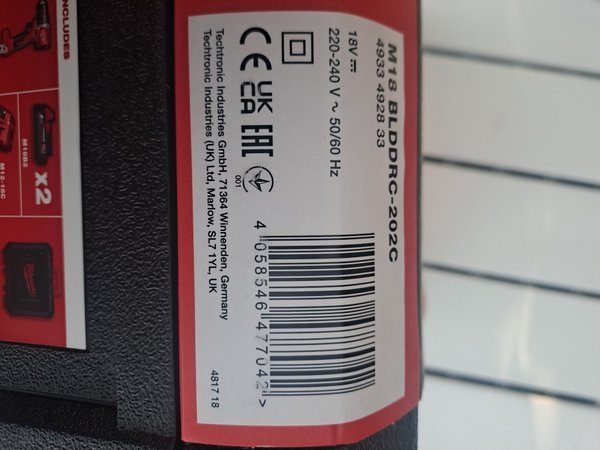 M18 BLDDRC-202C
4933 4928 33
18V ⎓
220-240 V ~ 50/60 Hz
CE UK CA EAC
001
Techtronic Industries GmbH, 71364 Winnenden, Germany
Techtronic Industries (UK) Ltd, Marlow, SL7 1YL, UK
4 058546 477042 >
4817 18
INCLUDES
M18B2
x2
M12-18C
Milwaukee